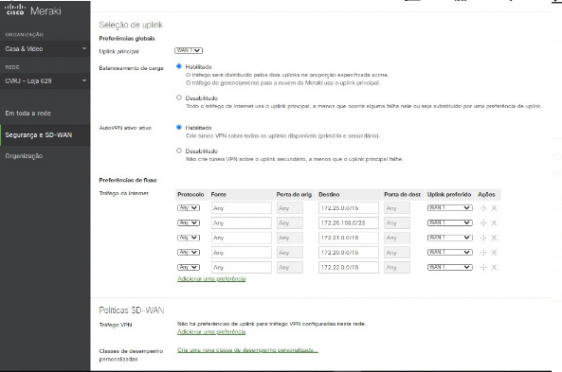 cisco Meraki
ORGANIZAÇÃO
Casa & Video
REDE
CVRJ - Loja 629
Em toda a rede
Segurança e SD-WAN
Organização
Seleção de uplink
Preferências globais
Uplink principal WAN 1
Balanceamento de carga Habilitado
O tráfego será distribuído pelos dois uplinks na proporção especificada acima.
O tráfego de gerenciamento para a nuvem da Meraki usa o uplink principal.
Desabilitado
Todo o tráfego da Internet usa o uplink principal, a menos que ocorra alguma falha nele ou seja substituído por uma preferência de uplink.
AutoVPN ativo-ativo Habilitado
Crie túneis VPN sobre todos os uplinks disponíveis (primário e secundário).
Desabilitado
Não crie túneis VPN sobre o uplink secundário, a menos que o uplink principal falhe.
Preferências de fluxo
Tráfego da Internet Protocolo Fonte Porta de orig Destino Porta de dest Uplink preferido Ações
Any Any Any 172.25.0.0/16 Any WAN 1
Any Any Any Any WAN 1
Any Any Any 172.21.0.0/16 Any WAN 1
Any Any Any 172.20.0.0/16 Any WAN 1
Any Any Any 172.22.0.0/16 Any WAN 1
Adicionar uma preferência
Políticas SD-WAN
Tráfego VPN Não há preferências de uplink para tráfego VPN configuradas nesta rede.
Adicionar uma preferência
Classes de desempenho personalizadas Crie uma nova classe de desempenho personalizada...